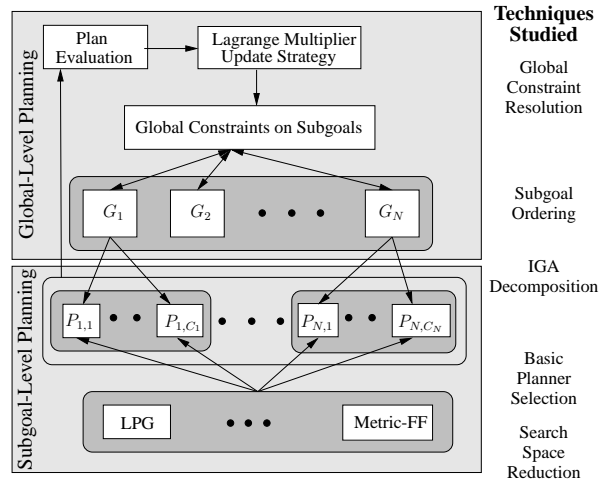 Techniques
Studied
Plan
Evaluation
Lagrange Multiplier
Update Strategy
Global
Constraint
Resolution
Global-Level Planning
Global Constraints on Subgoals
G1 G2 • • • GN
Subgoal
Ordering
IGA
Decomposition
Subgoal-Level Planning
P1,1 • • P1,C1 • • • PN,1 • • PN,CN
Basic
Planner
Selection
LPG • • • Metric-FF
Search
Space
Reduction